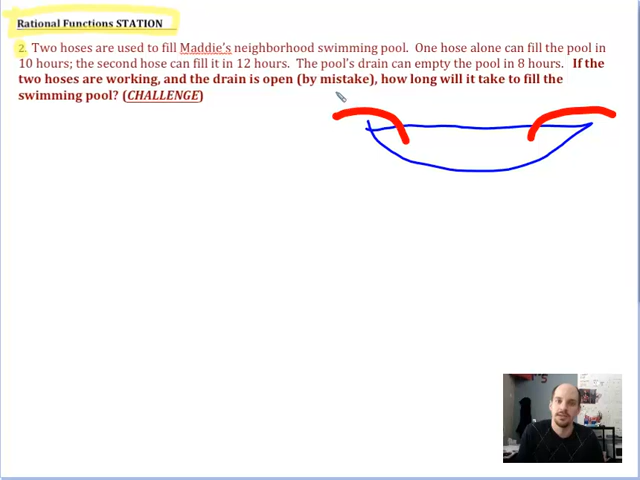 Rational Functions STATION
2. Two hoses are used to fill Maddie's neighborhood swimming pool. One hose alone can fill the pool in
10 hours; the second hose can fill it in 12 hours. The pool's drain can empty the pool in 8 hours. If the
two hoses are working, and the drain is open (by mistake), how long will it take to fill the
swimming pool? (CHALLENGE)